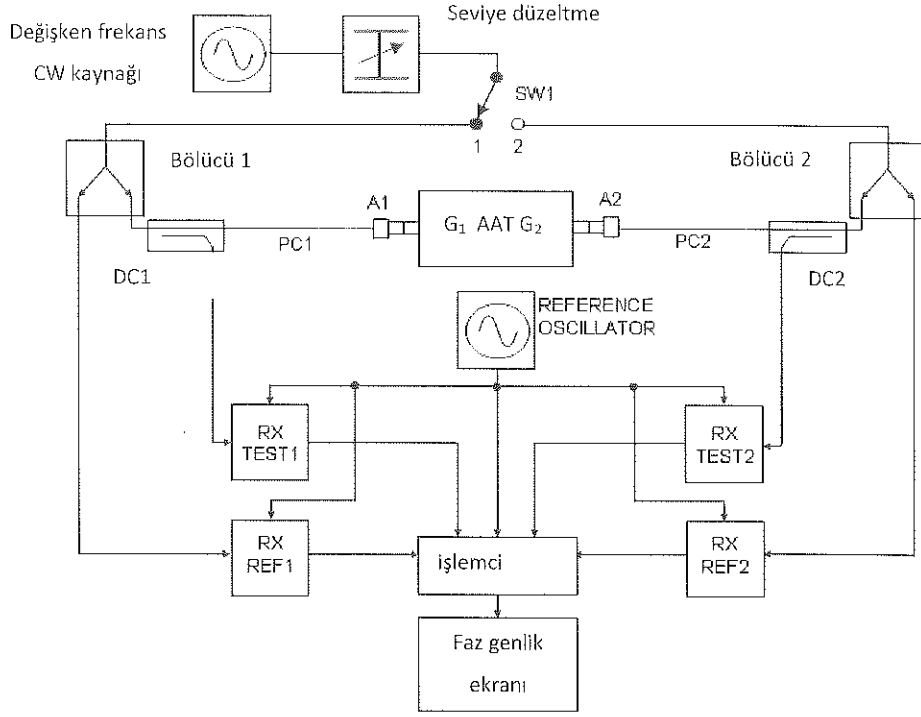 Seviye düzeltme
Değişken frekans
CW kaynağı
SW1
1
2
Bölücü 1
Bölücü 2
A1
A2
G₁ AAT G₂
PC1
PC2
DC1
DC2
REFERENCE
OSCILLATOR
RX
TEST1
RX
TEST2
RX
REF1
RX
REF2
işlemci
Faz genlik
ekranı